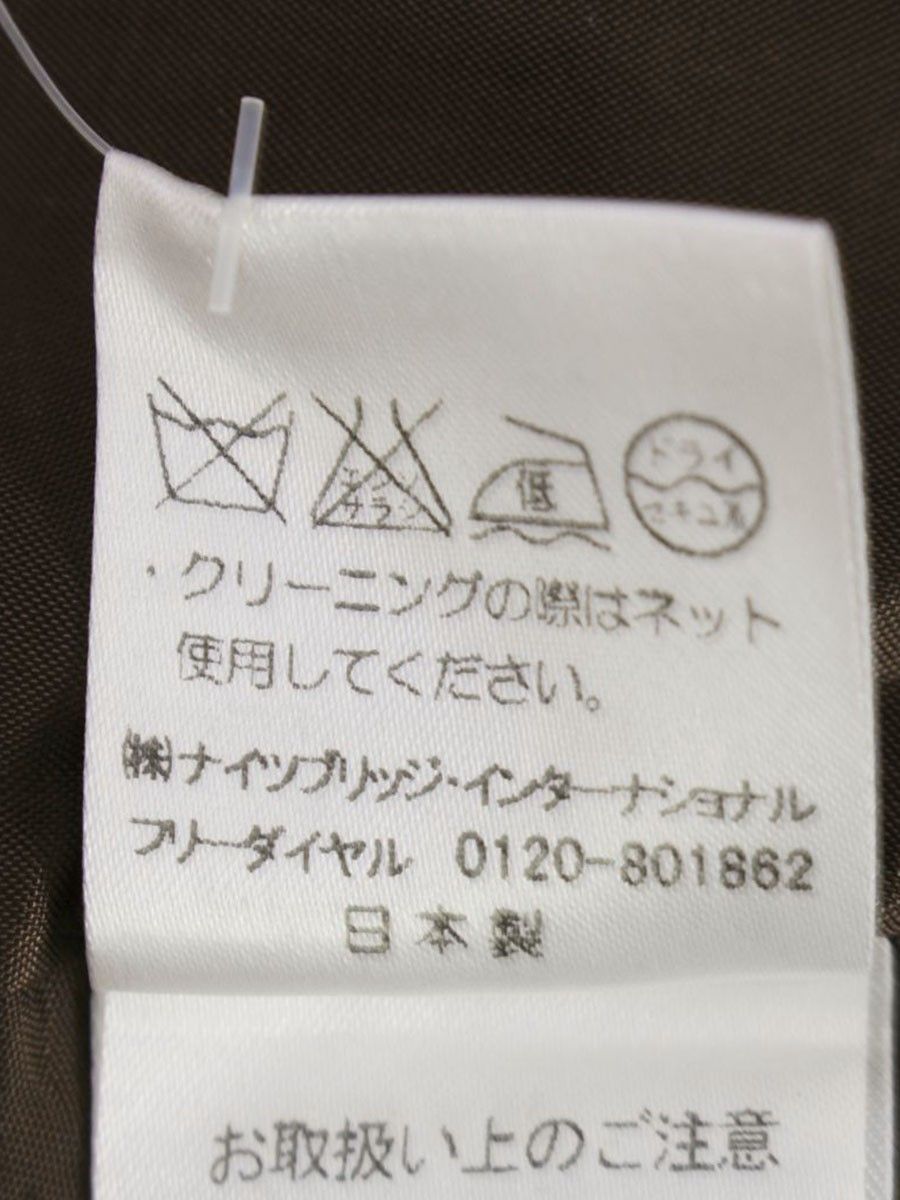 エンソ
サラシ
低
ドライ
セキユ系
・クリーニングの際はネット
使用してください。
㈱ナイツブリッジ・インターナショナル
フリーダイヤル 0120-801862
日本製
お取扱い上のご注意